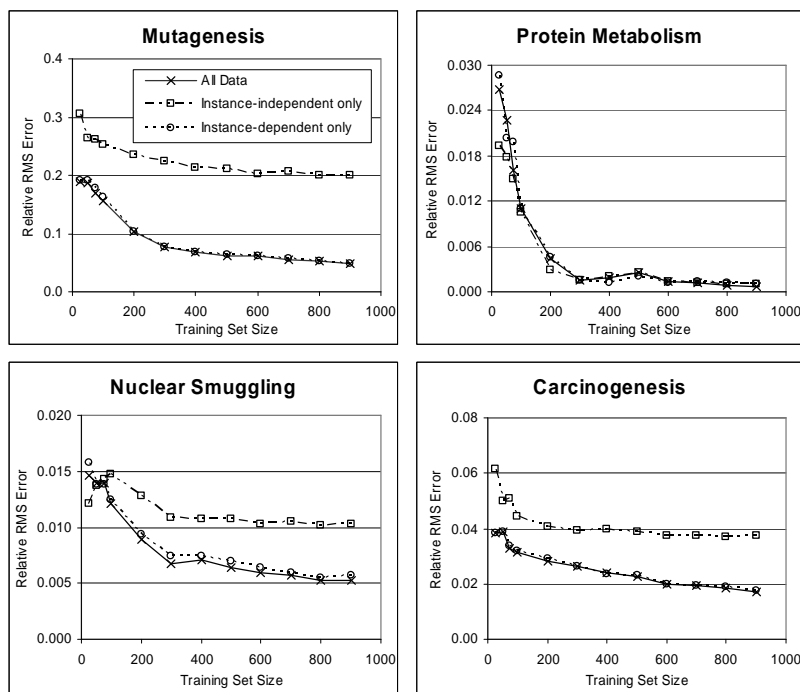 Mutagenesis
Relative RMS Error
0.4
0.3
0.2
0.1
0.0
All Data
Instance-independent only
Instance-dependent only
0 200 400 600 800 1000
Training Set Size
Protein Metabolism
Relative RMS Error
0.030
0.024
0.018
0.012
0.006
0.000
0 200 400 600 800 1000
Training Set Size
Nuclear Smuggling
Relative RMS Error
0.020
0.015
0.010
0.005
0.000
0 200 400 600 800 1000
Training Set Size
Carcinogenesis
Relative RMS Error
0.08
0.06
0.04
0.02
0.00
0 200 400 600 800 1000
Training Set Size